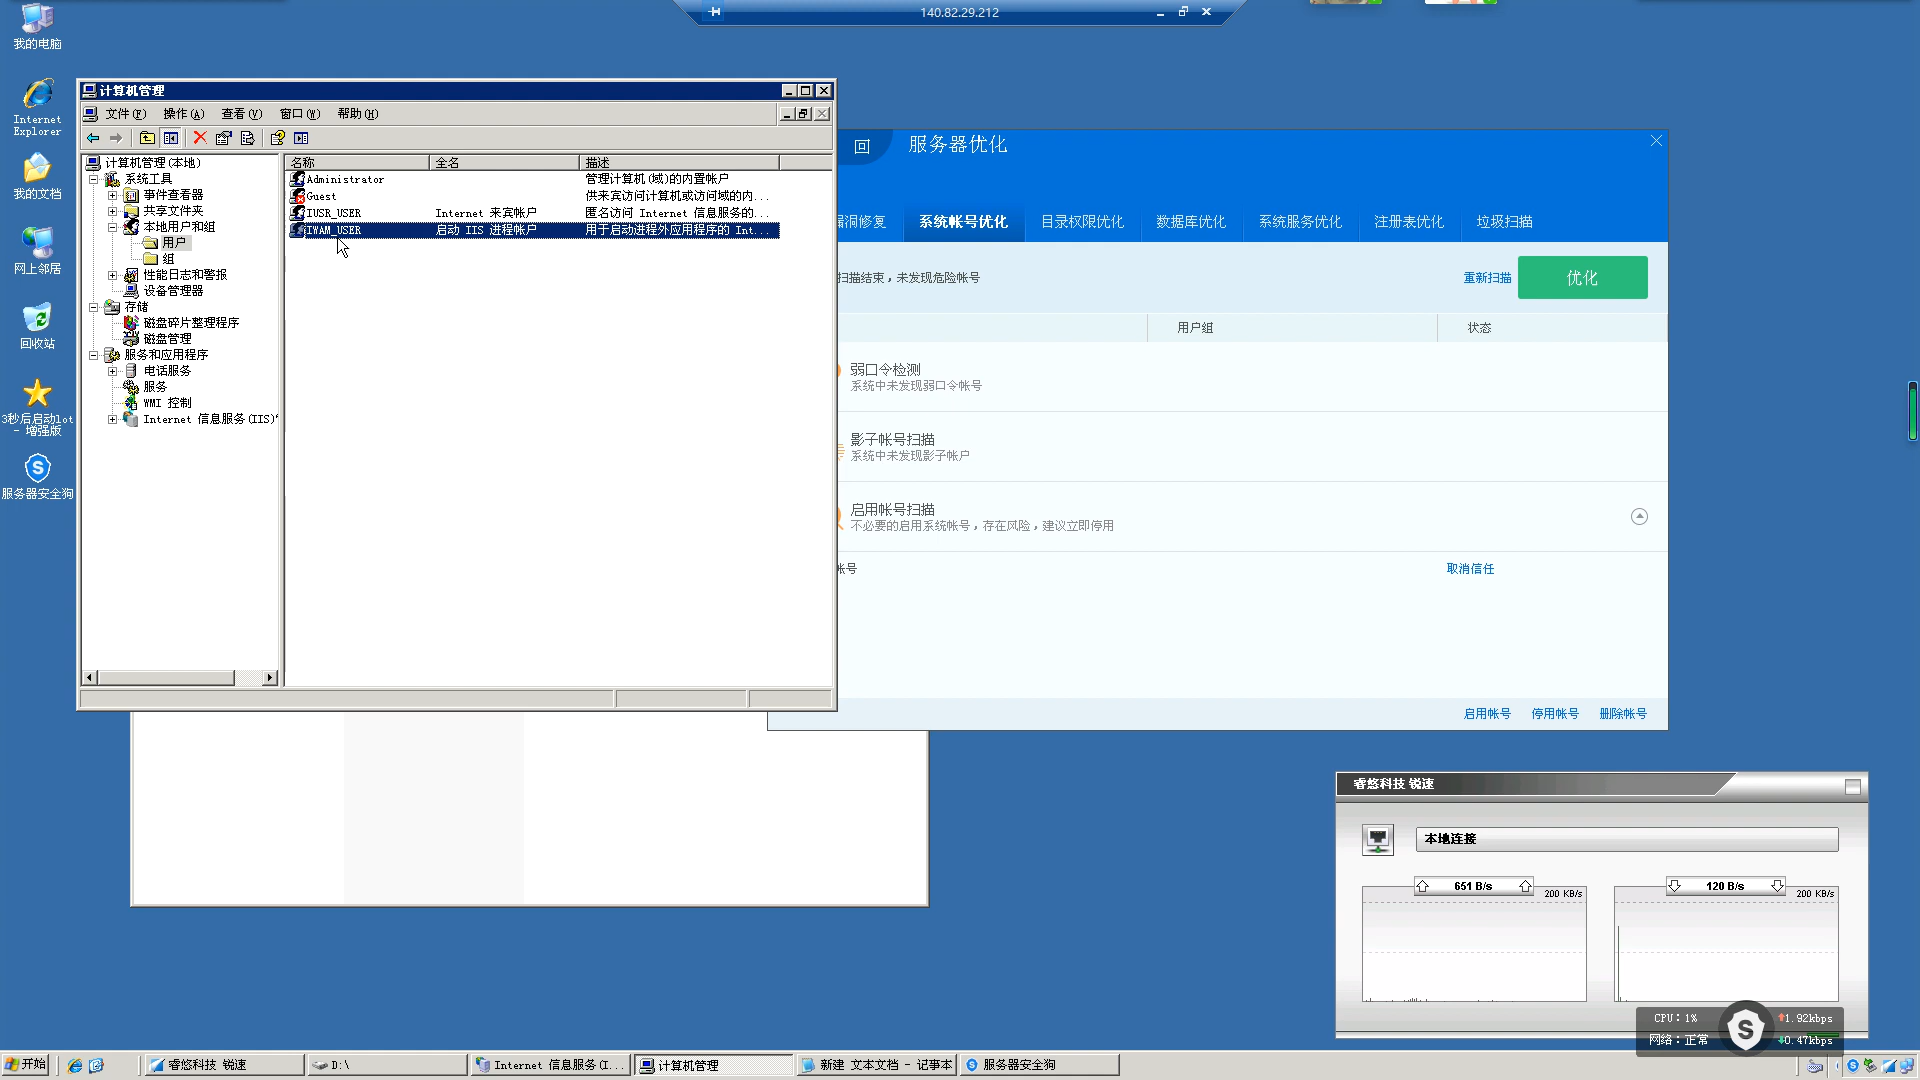 140.82.29.212
我的电脑
Internet
Explorer
我的文档
网上邻居
回收站
3秒后启动lot
- 增强版
服务器安全狗
计算机管理
文件(F) 操作(A) 查看(V) 窗口(W) 帮助(H)
计算机管理(本地)
系统工具
事件查看器
共享文件夹
本地用户和组
用户
组
性能日志和警报
设备管理器
存储
磁盘碎片整理程序
磁盘管理
服务和应用程序
电话服务
服务
WMI 控制
Internet 信息服务(IIS)
名称 全名 描述
Administrator 管理计算机(域)的内置帐户
Guest 供来宾访问计算机或访问域的内...
IUSR_USER Internet 来宾帐户 匿名访问 Internet 信息服务的...
IWAM_USER 启动 IIS 进程帐户 用于启动进程外应用程序的 Int...
服务器优化
漏洞修复 系统帐号优化 目录权限优化 数据库优化 系统服务优化 注册表优化 垃圾扫描
扫描结束，未发现危险帐号
重新扫描 优化
用户组 状态
弱口令检测
系统中未发现弱口令帐号
影子帐号扫描
系统中未发现影子帐户
启用帐号扫描
不必要的启用系统帐号，存在风险，建议立即停用
帐号 取消信任
启用帐号 停用帐号 删除帐号
睿悠科技 锐速
本地连接
651 B/s 200 KB/s
120 B/s 200 KB/s
CPU：1% 1.92kbps
网络：正常 0.47kbps
S
开始 睿悠科技 锐速 D:\ Internet 信息服务(I... 计算机管理 新建 文本文档 - 记事本 服务器安全狗